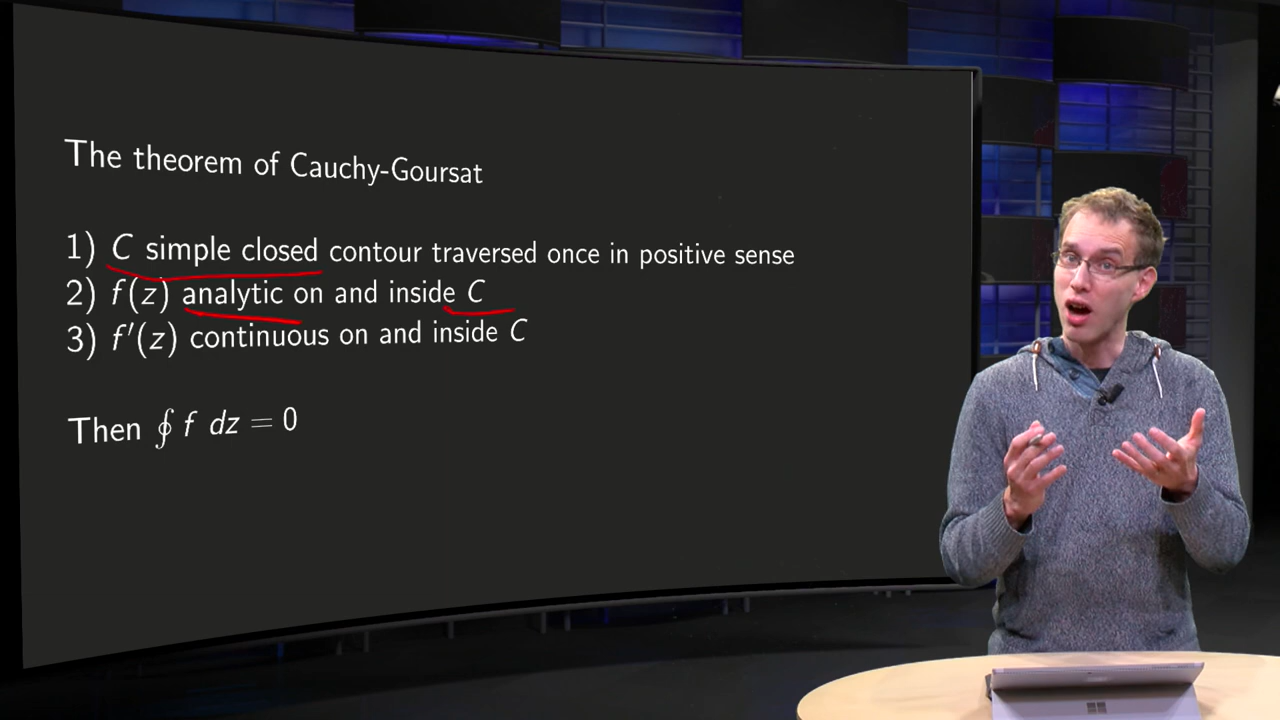 The theorem of Cauchy-Goursat
1) C simple closed contour traversed once in positive sense
2) f(z) analytic on and inside C
3) f′(z) continuous on and inside C
Then ∮ f dz = 0